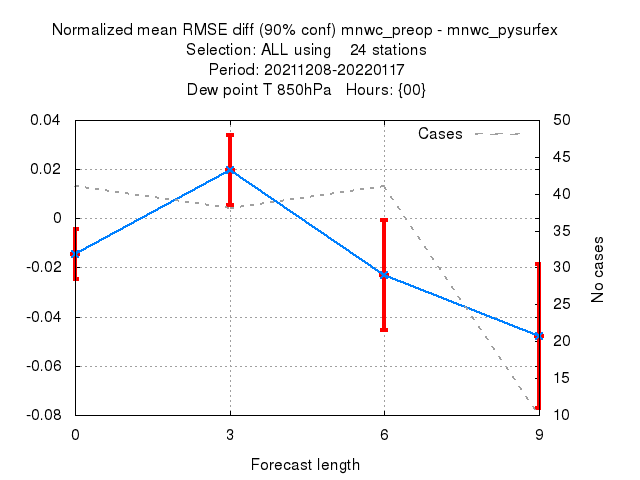 Normalized mean RMSE diff (90% conf) mnwc_preop - mnwc_pysurfex
Selection: ALL using 24 stations
Period: 20211208-20220117
Dew point T 850hPa Hours: {00}
Cases
0.04
0.02
0
-0.02
-0.04
-0.06
-0.08
50
45
40
35
30
25
20
15
10
No cases
0 3 6 9
Forecast length